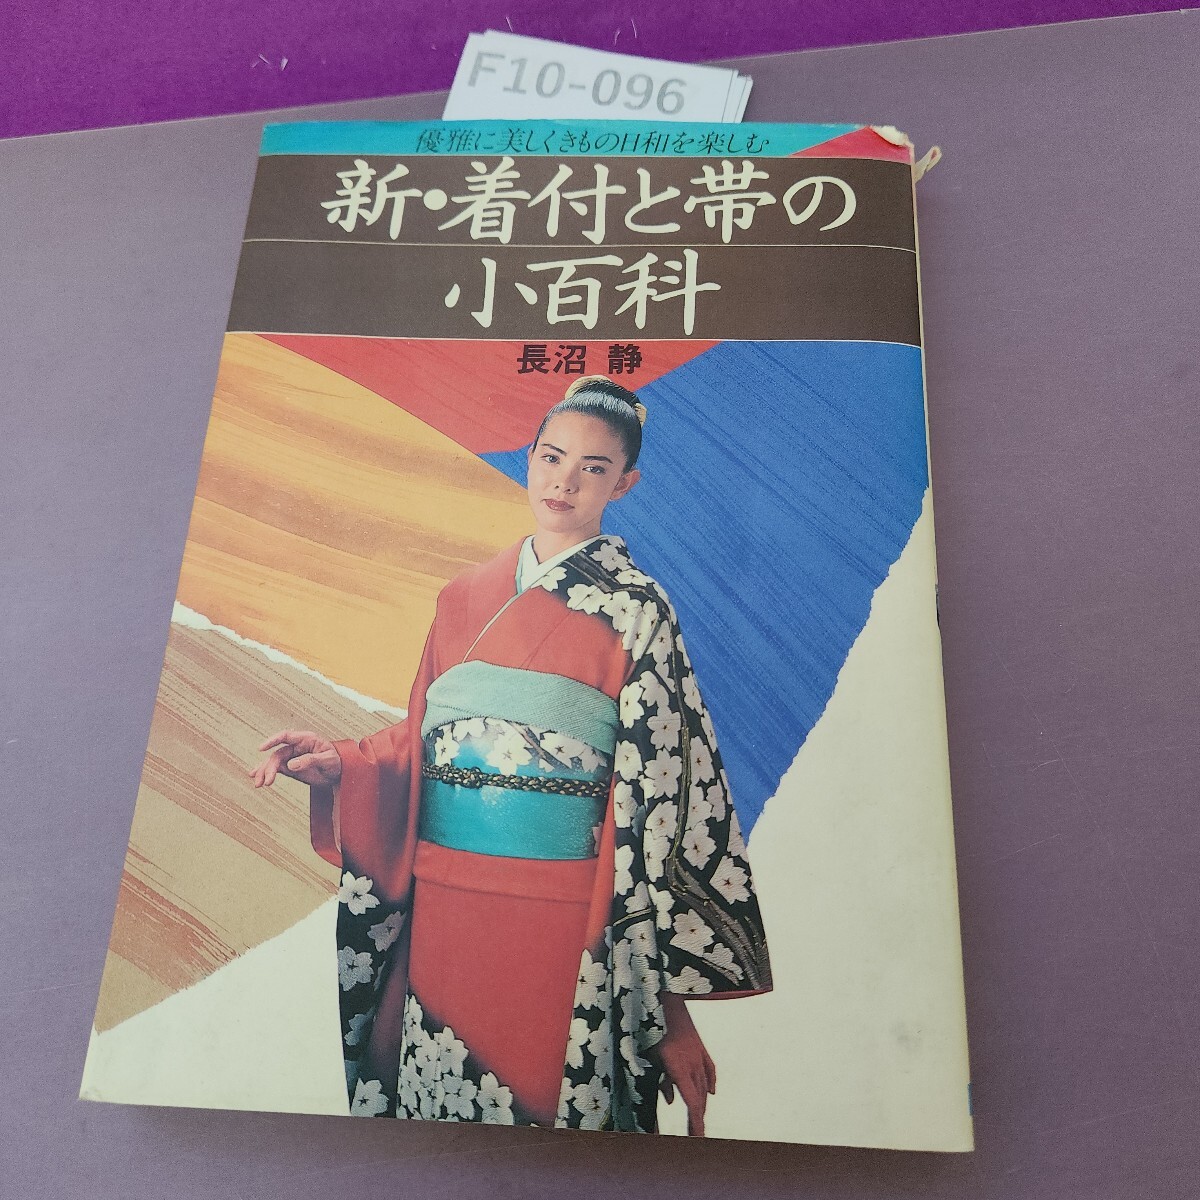 F10-096
優雅に美しくきもの日和を楽しむ
新・着付と帯の
小百科
長沼 静